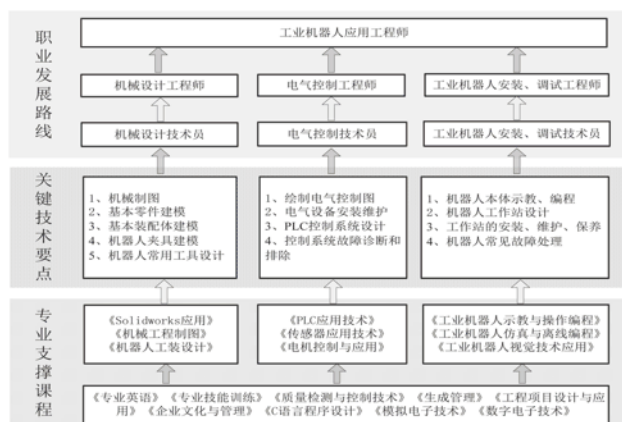 职业发展路线
工业机器人应用工程师
机械设计工程师
电气控制工程师
工业机器人安装、调试工程师
机械设计技术员
电气控制技术员
工业机器人安装、调试技术员
关键技术要点
1、机械制图
2、基本零件建模
3、基本装配体建模
4、机器人夹具建模
5、机器人常用工具设计
1、绘制电气控制图
2、电气设备安装维护
3、PLC控制系统设计
4、控制系统故障诊断和
排除
1、机器人本体示教、编程
2、机器人工作站设计
3、工作站的安装、维护、保养
4、机器人常见故障处理
专业支撑课程
《Solidworks应用》
《机械工程制图》
《机器人工装设计》
《PLC应用技术》
《传感器应用技术》
《电机控制与应用》
《工业机器人示教与操作编程》
《工业机器人仿真与离线编程》
《工业机器人视觉技术应用》
《专业英语》《专业技能训练》《质量检测与控制技术》《生成管理》《工程项目设计与应
用》《企业文化与管理》《C语言程序设计》《模拟电子技术》《数字电子技术》